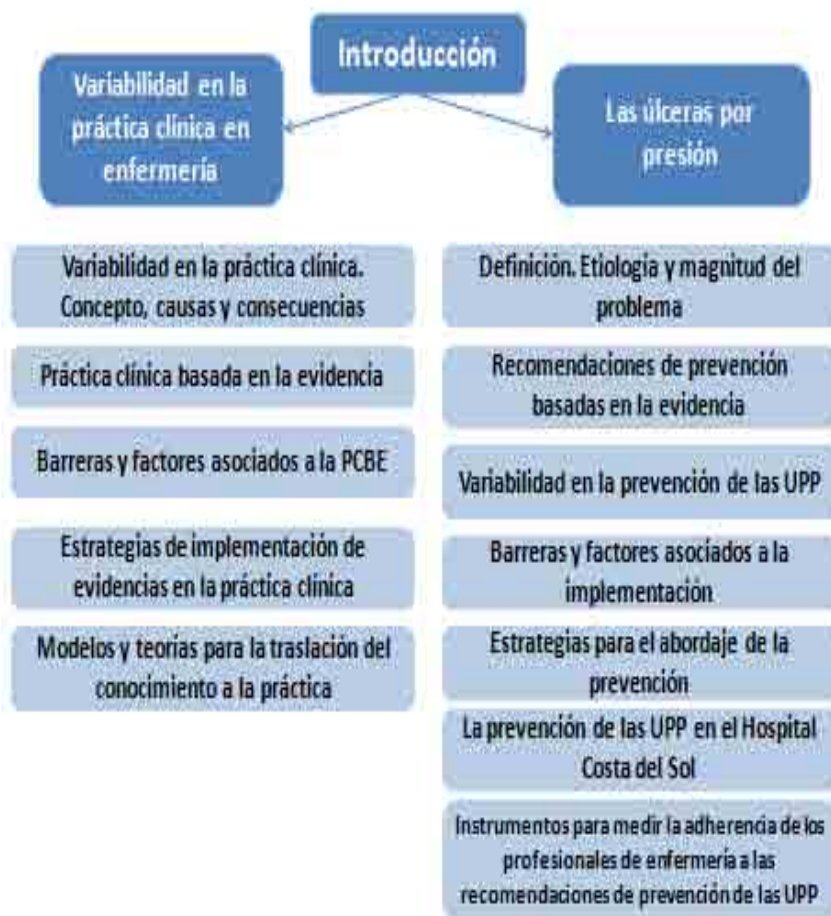 Introducción
Variabilidad en la
práctica clínica en
enfermería
Las úlceras por
presión
Variabilidad en la práctica clínica.
Concepto, causas y consecuencias
Práctica clínica basada en la evidencia
Barreras y factores asociados a la PCBE
Estrategias de implementación de
evidencias en la práctica clínica
Modelos y teorías para la traslación del
conocimiento a la práctica
Definición. Etiología y magnitud del
problema
Recomendaciones de prevención
basadas en la evidencia
Variabilidad en la prevención de las UPP
Barreras y factores asociados a la
implementación
Estrategias para el abordaje de la
prevención
La prevención de las UPP en el Hospital
Costa del Sol
Instrumentos para medir la adherencia de los
profesionales de enfermería a las
recomendaciones de prevención de las UPP